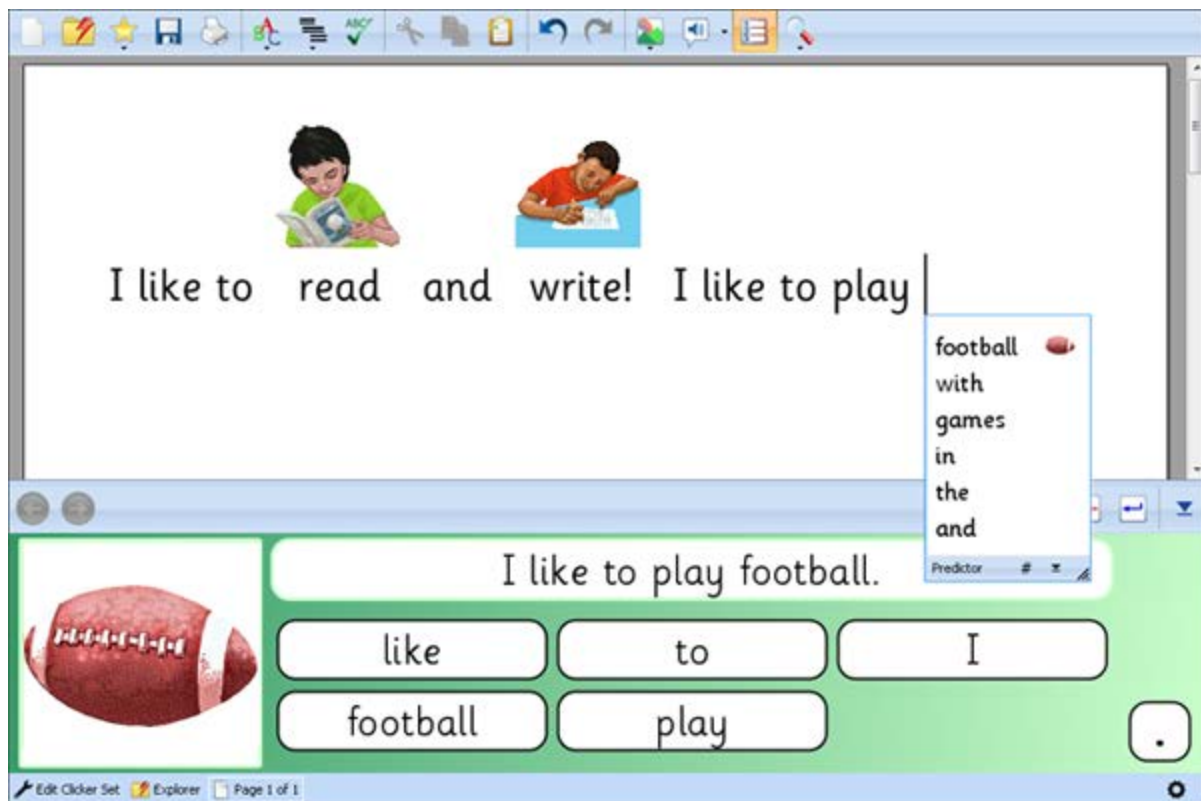 ABC
I like to read and write! I like to play
football
with
games
in
the
and
Predictor #
I like to play football.
like to I
football play .
Edit Clicker Set Explorer Page 1 of 1